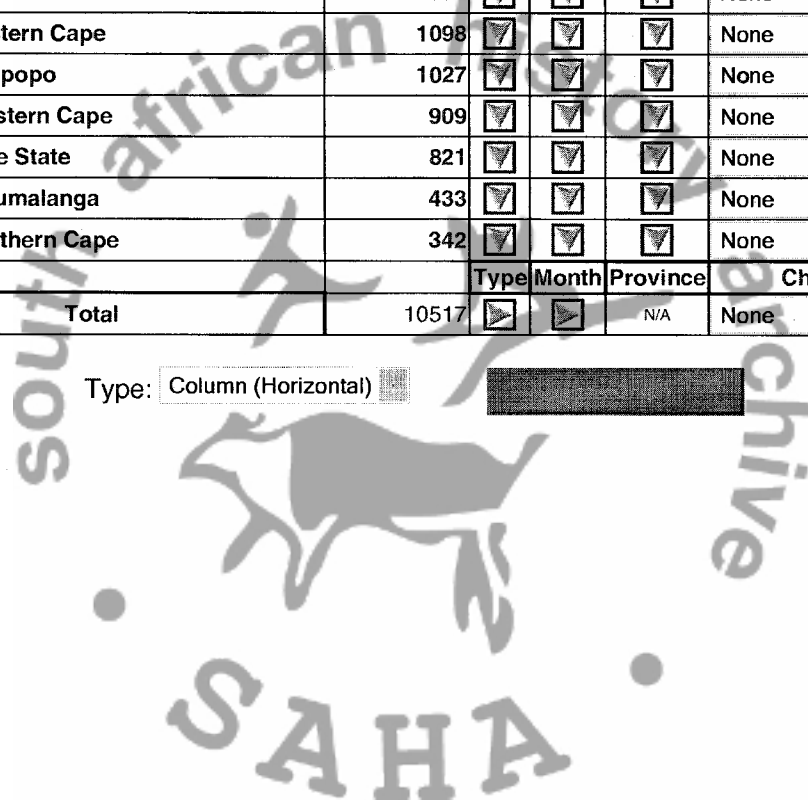 tern Cape 1098 None
popo 1027 None
stern Cape 909 None
e State 821 None
umalanga 433 None
thern Cape 342 None
Type Month Province Ch
Total 10517 N/A None
Type: Column (Horizontal)
south african history archive
SAHA